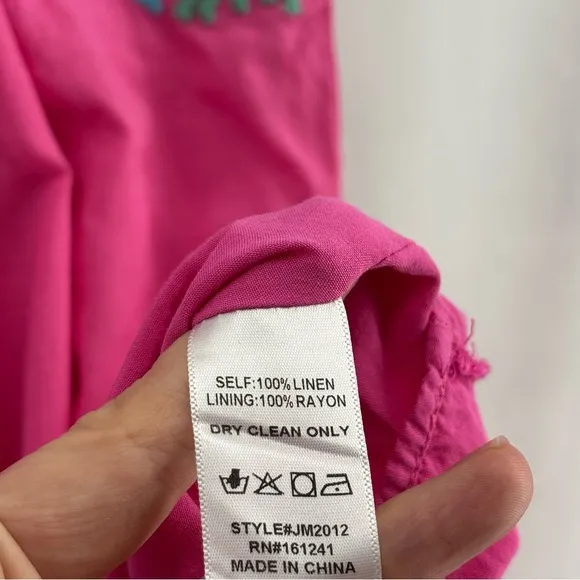 SELF:100% LINEN
LINING:100% RAYON
DRY CLEAN ONLY
STYLE#JM2012
RN#161241
MADE IN CHINA